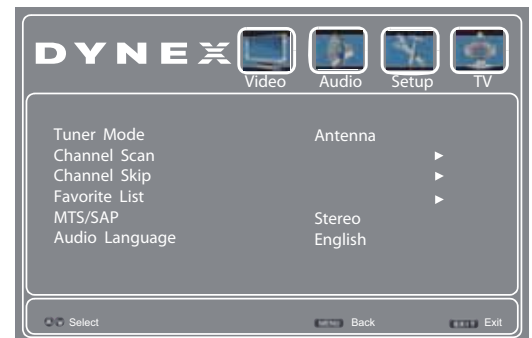 DYNEX
Video Audio Setup TV
Tuner Mode Antenna
Channel Scan
Channel Skip
Favorite List
MTS/SAP Stereo
Audio Language English
Select MENU Back EXIT Exit